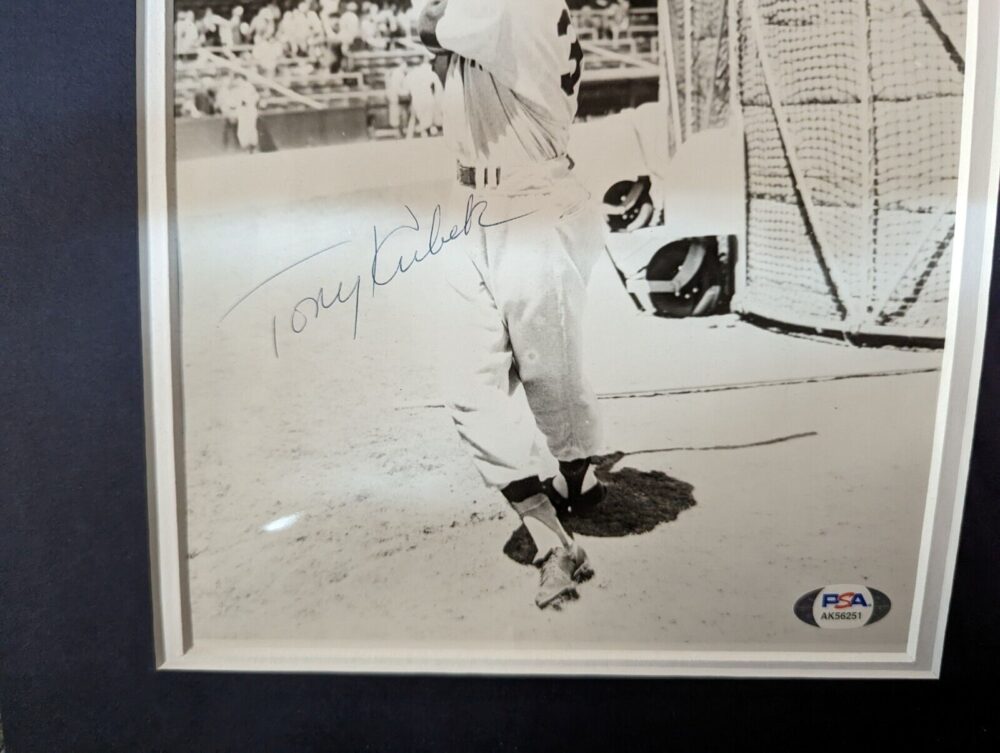 Tony Kubek
PSA
AK56251